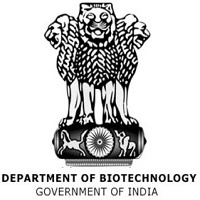 DEPARTMENT OF BIOTECHNOLOGY
GOVERNMENT OF INDIA